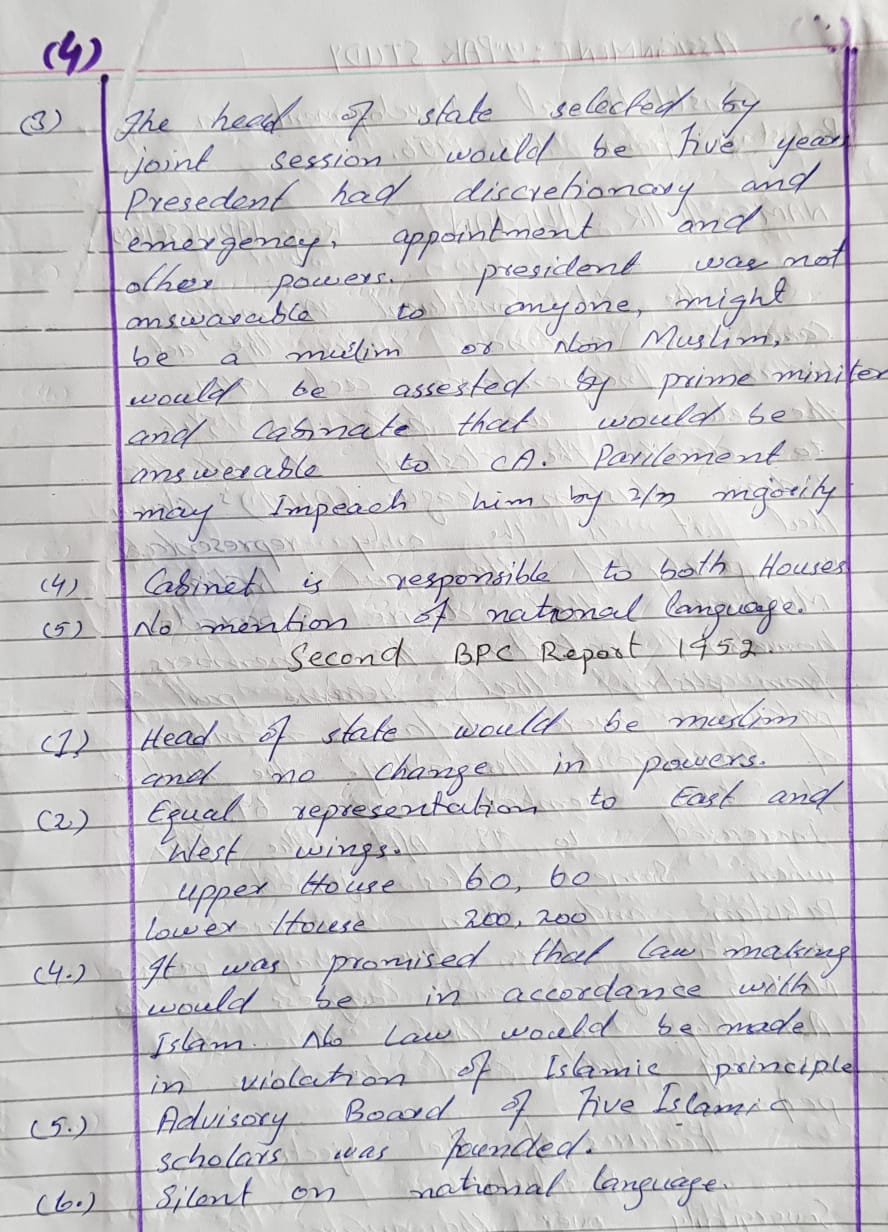 (4)
(3) The head of state selected by
joint session would be five years
Presedent had discretionary and
emergency, appointment and
other powers. president was not
answarable to anyone, might
be a muslim or Non Muslim,
would be assested by prime miniter
and Cabinate that would be
answerable to CA. Parilement
may Impeach him by majority
(4) Cabinet is responsible to both Houses
(5) No mention of national language.
Second BPC Report 1952.
(1) Head of state would be muslim
and no change in powers.
(2) Equal representation to East and
West wings.
Upper House 60, 60
lower House 200, 200
(4.) It was promised that law making
would be in accordance with
Islam. No law would be made
in violation of Islamic principle
(5.) Advisory Board of Five Islamic
scholars was founded.
(6.) Silent on national language.